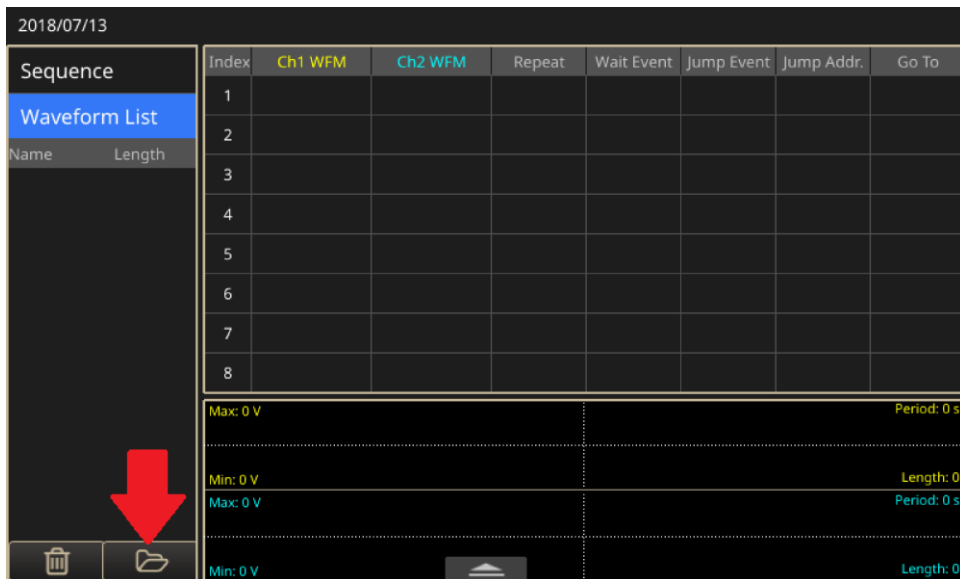 2018/07/13
Sequence
Waveform List
Name Length
Index Ch1 WFM Ch2 WFM Repeat Wait Event Jump Event Jump Addr. Go To
1
2
3
4
5
6
7
8
Max: 0 V Period: 0 s
Min: 0 V Length: 0
Max: 0 V Period: 0 s
Min: 0 V Length: 0